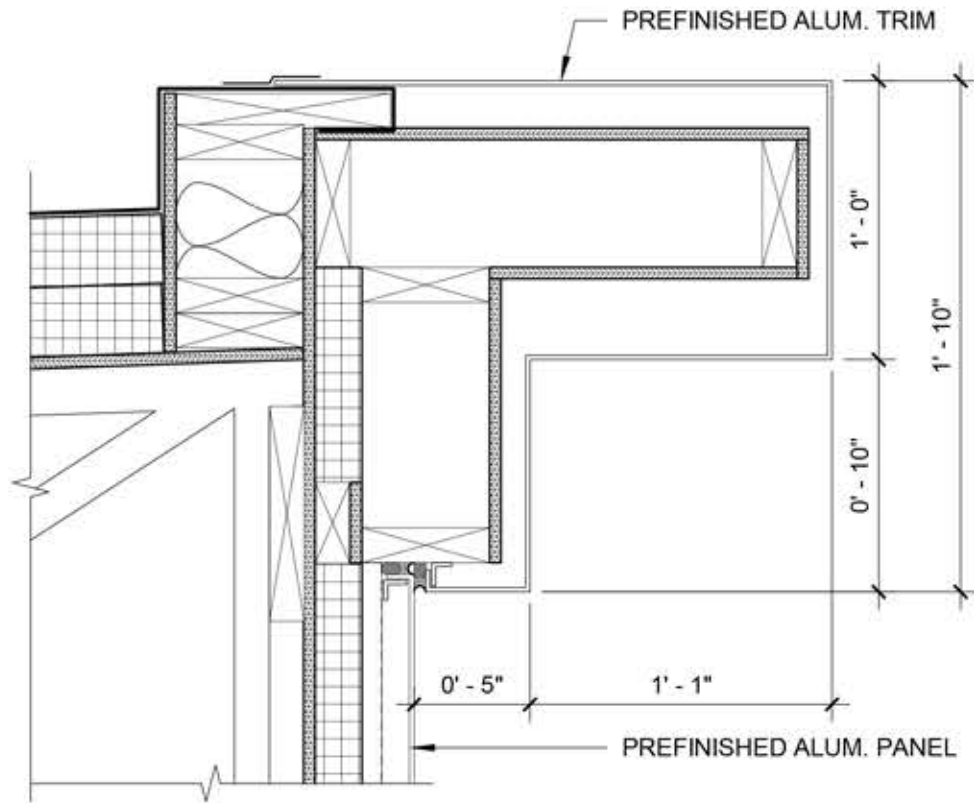 PREFINISHED ALUM. TRIM
1' - 0"
1' - 10"
0' - 10"
0' - 5"
1' - 1"
PREFINISHED ALUM. PANEL